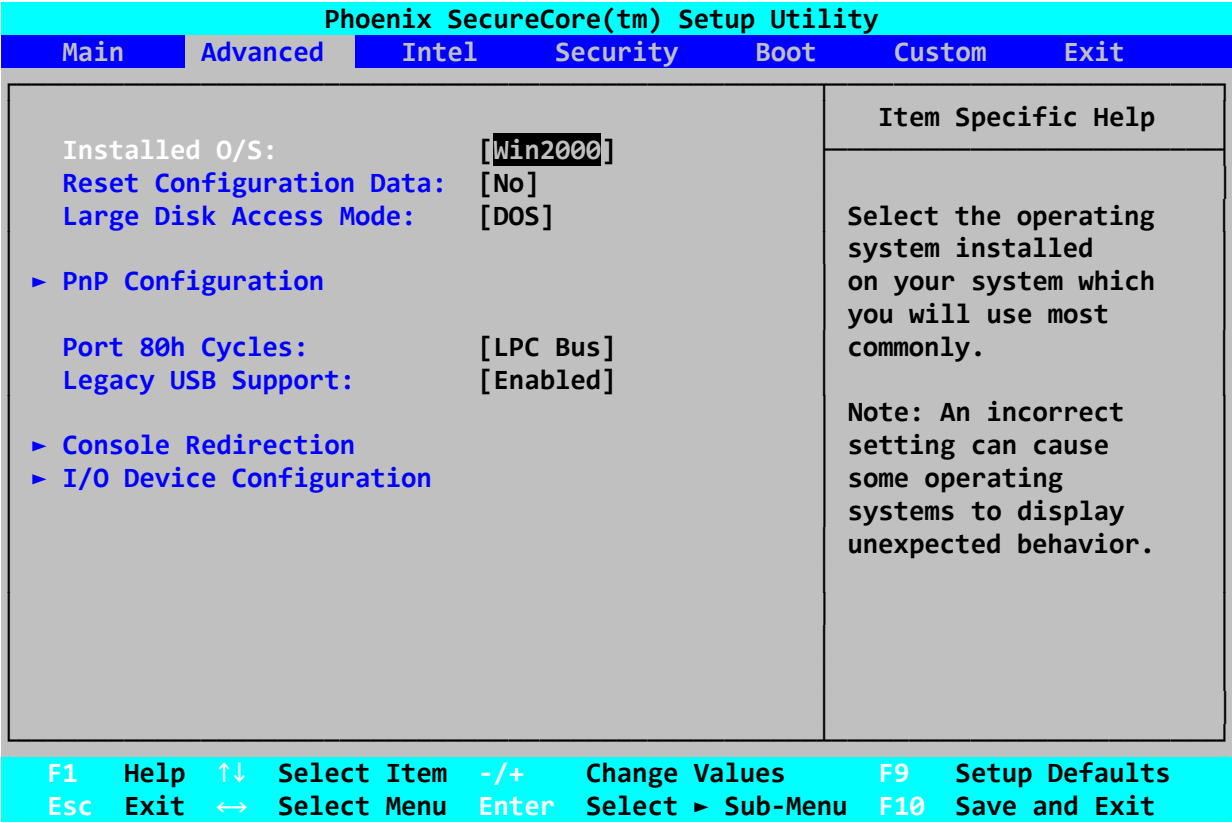 Phoenix SecureCore(tm) Setup Utility
Main Advanced Intel Security Boot Custom Exit
Installed O/S: [Win2000]
Reset Configuration Data: [No]
Large Disk Access Mode: [DOS]
► PnP Configuration
Port 80h Cycles: [LPC Bus]
Legacy USB Support: [Enabled]
► Console Redirection
► I/O Device Configuration
Item Specific Help
Select the operating
system installed
on your system which
you will use most
commonly.
Note: An incorrect
setting can cause
some operating
systems to display
unexpected behavior.
F1 Help ↑↓ Select Item -/+ Change Values F9 Setup Defaults
Esc Exit ↔ Select Menu Enter Select ► Sub-Menu F10 Save and Exit